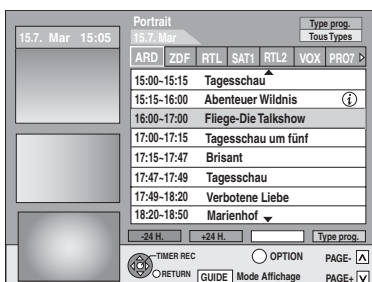 Portrait
Type prog.
15.7. Mar 15:05
15.7. Mar
Tous Types
ARD ZDF RTL SAT1 RTL2 VOX PRO7
15:00~15:15 Tagesschau
15:15~16:00 Abenteuer Wildnis i
16:00~17:00 Fliege-Die Talkshow
17:00~17:15 Tagesschau um fünf
17:15~17:47 Brisant
17:47~17:49 Tagesschau
17:49~18:20 Verbotene Liebe
18:20~18:50 Marienhof
-24 H. +24 H. Type prog.
TIMER REC OPTION PAGE-
RETURN GUIDE Mode Affichage PAGE+